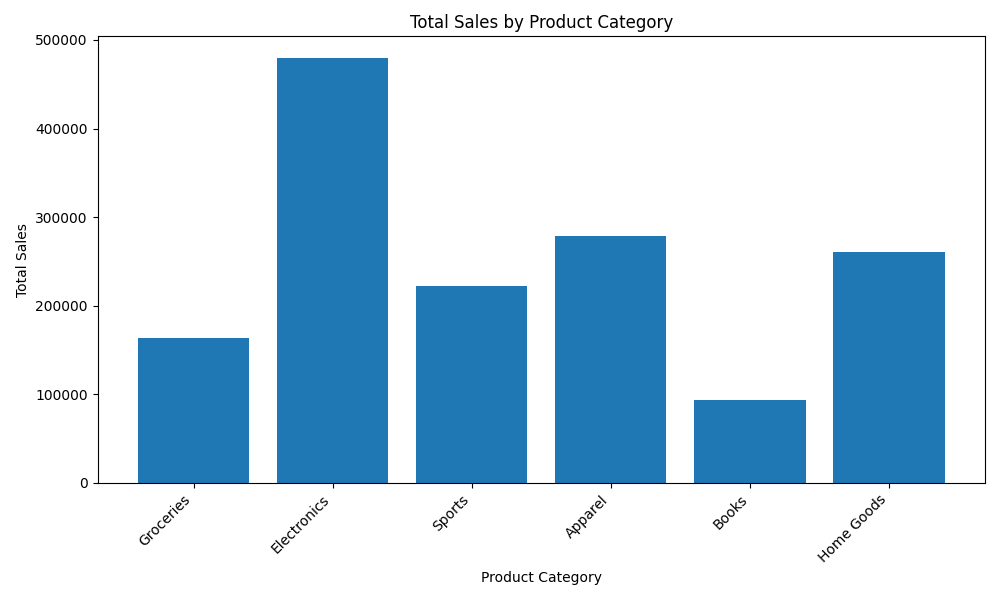 Total Sales by Product Category
Total Sales
500000
400000
300000
200000
100000
0
Groceries
Electronics
Sports
Apparel
Books
Home Goods
Product Category